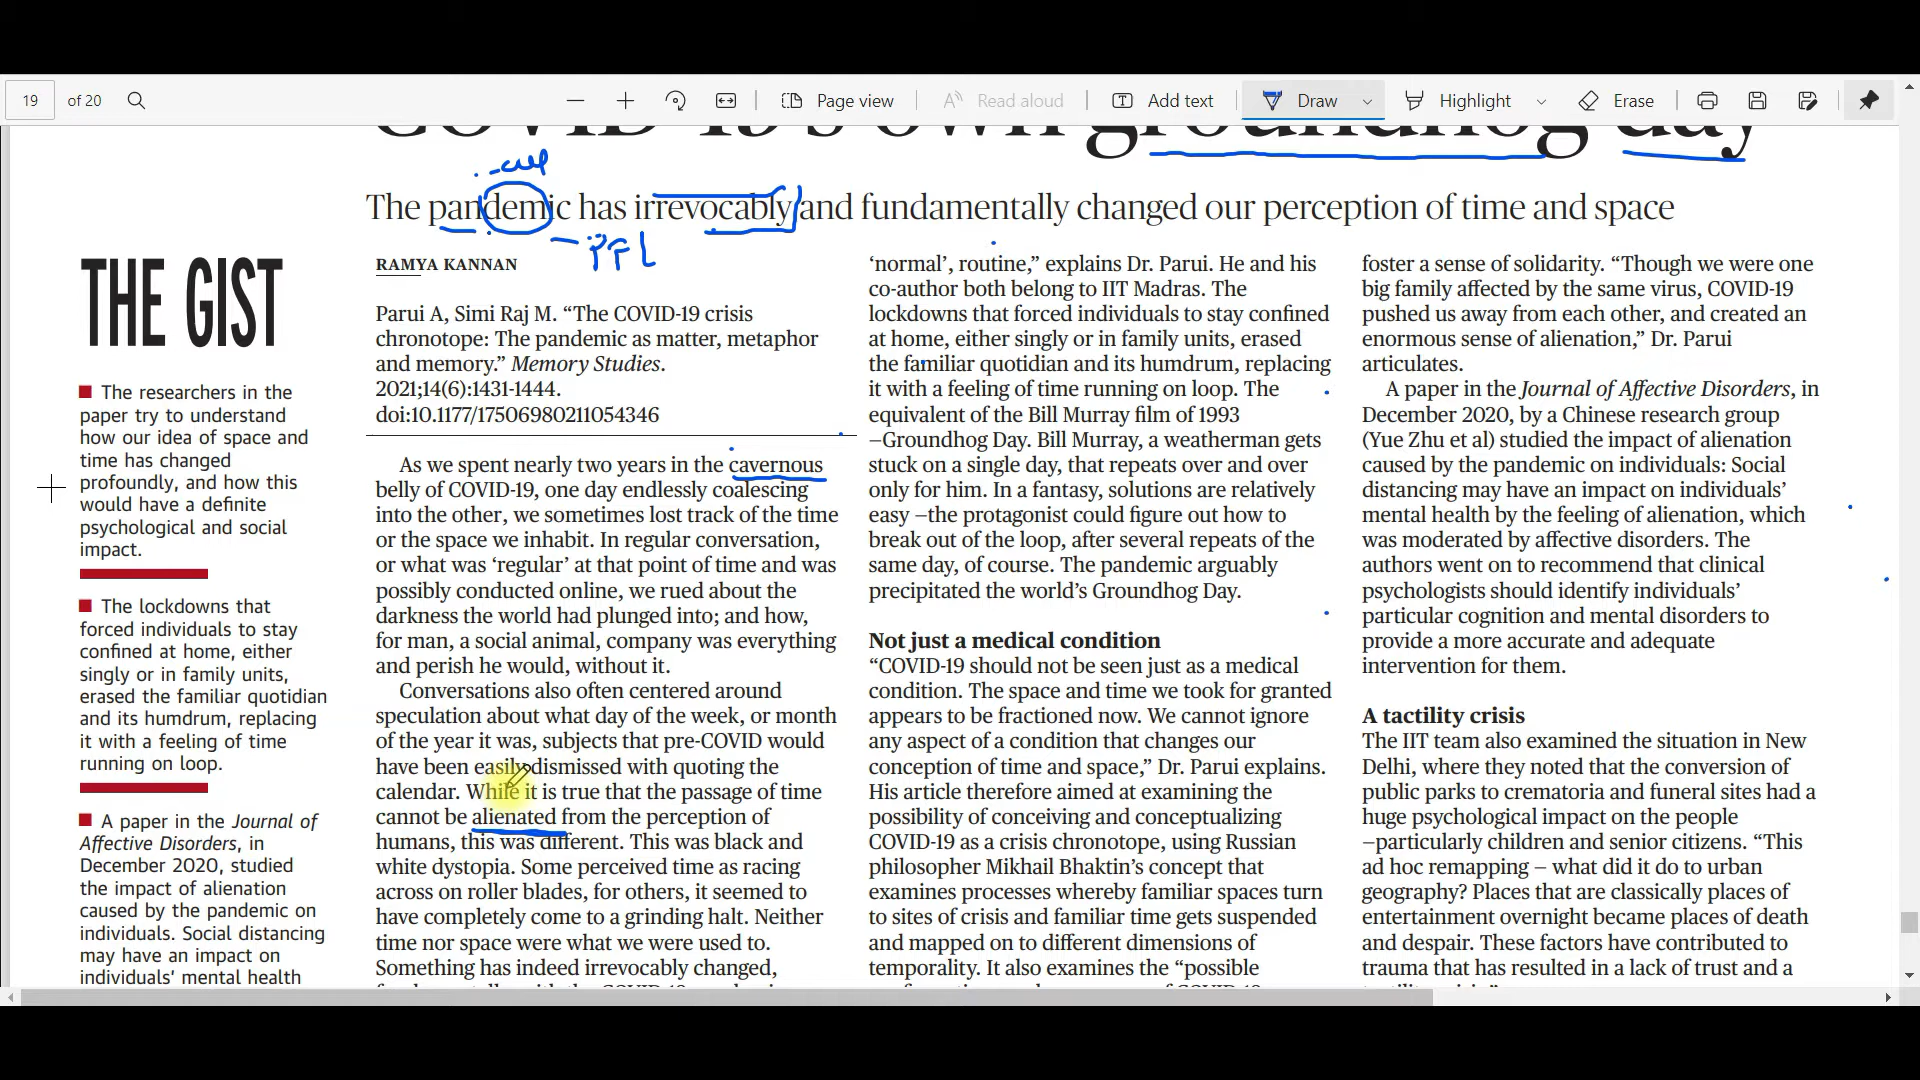 19 of 20 Page view Read aloud Add text Draw Highlight Erase
COVID-19's own groundhog day
The pandemic has irrevocably and fundamentally changed our perception of time and space
THE GIST
The researchers in the
paper try to understand
how our idea of space and
time has changed
profoundly, and how this
would have a definite
psychological and social
impact.
The lockdowns that
forced individuals to stay
confined at home, either
singly or in family units,
erased the familiar quotidian
and its humdrum, replacing
it with a feeling of time
running on loop.
A paper in the Journal of
Affective Disorders, in
December 2020, studied
the impact of alienation
caused by the pandemic on
individuals. Social distancing
may have an impact on
individuals' mental health
RAMYA KANNAN
Parui A, Simi Raj M. “The COVID-19 crisis
chronotope: The pandemic as matter, metaphor
and memory.” Memory Studies.
2021;14(6):1431-1444.
doi:10.1177/17506980211054346
As we spent nearly two years in the cavernous
belly of COVID-19, one day endlessly coalescing
into the other, we sometimes lost track of the time
or the space we inhabit. In regular conversation,
or what was ‘regular’ at that point of time and was
possibly conducted online, we rued about the
darkness the world had plunged into; and how,
for man, a social animal, company was everything
and perish he would, without it.
Conversations also often centered around
speculation about what day of the week, or month
of the year it was, subjects that pre-COVID would
have been easily dismissed with quoting the
calendar. While it is true that the passage of time
cannot be alienated from the perception of
humans, this was different. This was black and
white dystopia. Some perceived time as racing
across on roller blades, for others, it seemed to
have completely come to a grinding halt. Neither
time nor space were what we were used to.
Something has indeed irrevocably changed,
‘normal’, routine,” explains Dr. Parui. He and his
co-author both belong to IIT Madras. The
lockdowns that forced individuals to stay confined
at home, either singly or in family units, erased
the familiar quotidian and its humdrum, replacing
it with a feeling of time running on loop. The
equivalent of the Bill Murray film of 1993
–Groundhog Day. Bill Murray, a weatherman gets
stuck on a single day, that repeats over and over
only for him. In a fantasy, solutions are relatively
easy –the protagonist could figure out how to
break out of the loop, after several repeats of the
same day, of course. The pandemic arguably
precipitated the world's Groundhog Day.
Not just a medical condition
“COVID-19 should not be seen just as a medical
condition. The space and time we took for granted
appears to be fractioned now. We cannot ignore
any aspect of a condition that changes our
conception of time and space,” Dr. Parui explains.
His article therefore aimed at examining the
possibility of conceiving and conceptualizing
COVID-19 as a crisis chronotope, using Russian
philosopher Mikhail Bhaktin's concept that
examines processes whereby familiar spaces turn
to sites of crisis and familiar time gets suspended
and mapped on to different dimensions of
temporality. It also examines the “possible
foster a sense of solidarity. “Though we were one
big family affected by the same virus, COVID-19
pushed us away from each other, and created an
enormous sense of alienation,” Dr. Parui
articulates.
A paper in the Journal of Affective Disorders, in
December 2020, by a Chinese research group
(Yue Zhu et al) studied the impact of alienation
caused by the pandemic on individuals: Social
distancing may have an impact on individuals'
mental health by the feeling of alienation, which
was moderated by affective disorders. The
authors went on to recommend that clinical
psychologists should identify individuals'
particular cognition and mental disorders to
provide a more accurate and adequate
intervention for them.
A tactility crisis
The IIT team also examined the situation in New
Delhi, where they noted that the conversion of
public parks to crematoria and funeral sites had a
huge psychological impact on the people
–particularly children and senior citizens. “This
ad hoc remapping – what did it do to urban
geography? Places that are classically places of
entertainment overnight became places of death
and despair. These factors have contributed to
trauma that has resulted in a lack of trust and a